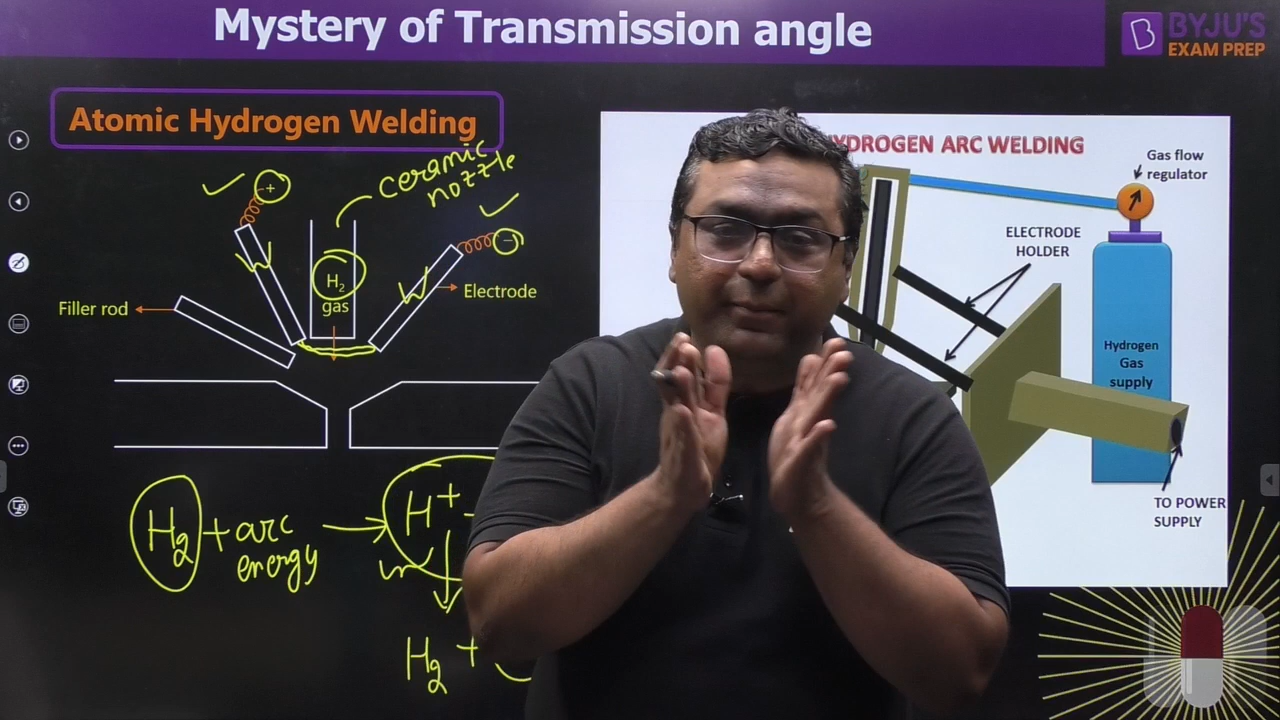 Mystery of Transmission angle
BYJU'S
EXAM PREP
Atomic Hydrogen Welding
ceramic
nozzle
+
−
H₂
gas
Filler rod
Electrode
H₂ + arc
energy
H⁺
H₂ +
HYDROGEN ARC WELDING
Gas flow
regulator
ELECTRODE
HOLDER
Hydrogen
Gas
supply
TO POWER
SUPPLY